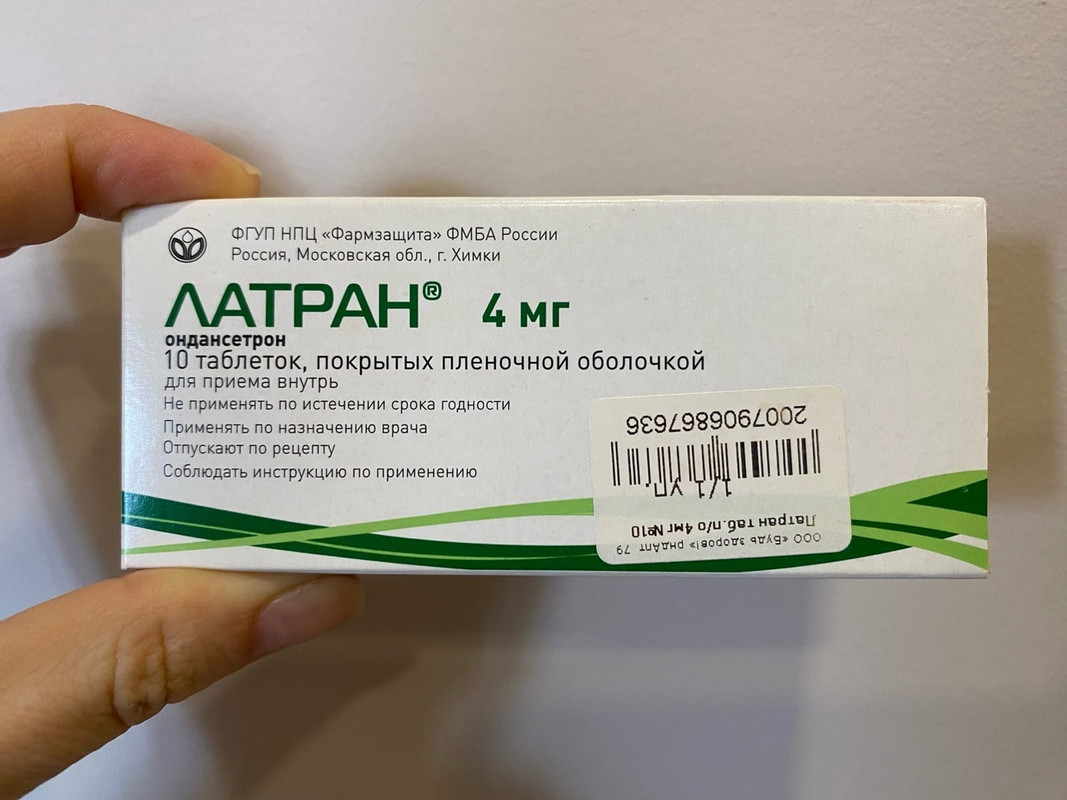 ФГУП НПЦ «Фармзащита» ФМБА России
Россия, Московская обл., г. Химки
ЛАТРАН® 4 мг
ондансетрон
10 таблеток, покрытых пленочной оболочкой
для приема внутрь
Не применять по истечении срока годности
Применять по назначению врача
Отпускают по рецепту
Соблюдать инструкцию по применению
ООО «Будь здоров!» рндАпт 79
Латран таб.п/о 4мг №10
1/1 уп.
2007906867636